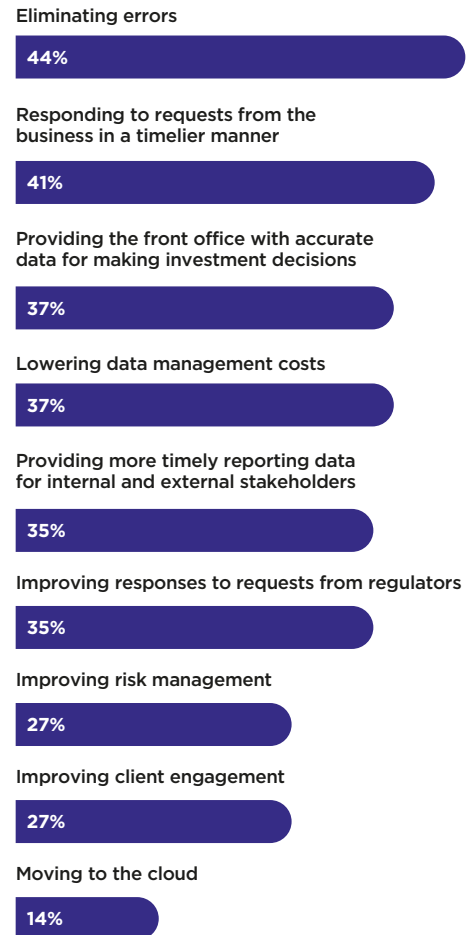 Eliminating errors
44%
Responding to requests from the
business in a timelier manner
41%
Providing the front office with accurate
data for making investment decisions
37%
Lowering data management costs
37%
Providing more timely reporting data
for internal and external stakeholders
35%
Improving responses to requests from regulators
35%
Improving risk management
27%
Improving client engagement
27%
Moving to the cloud
14%